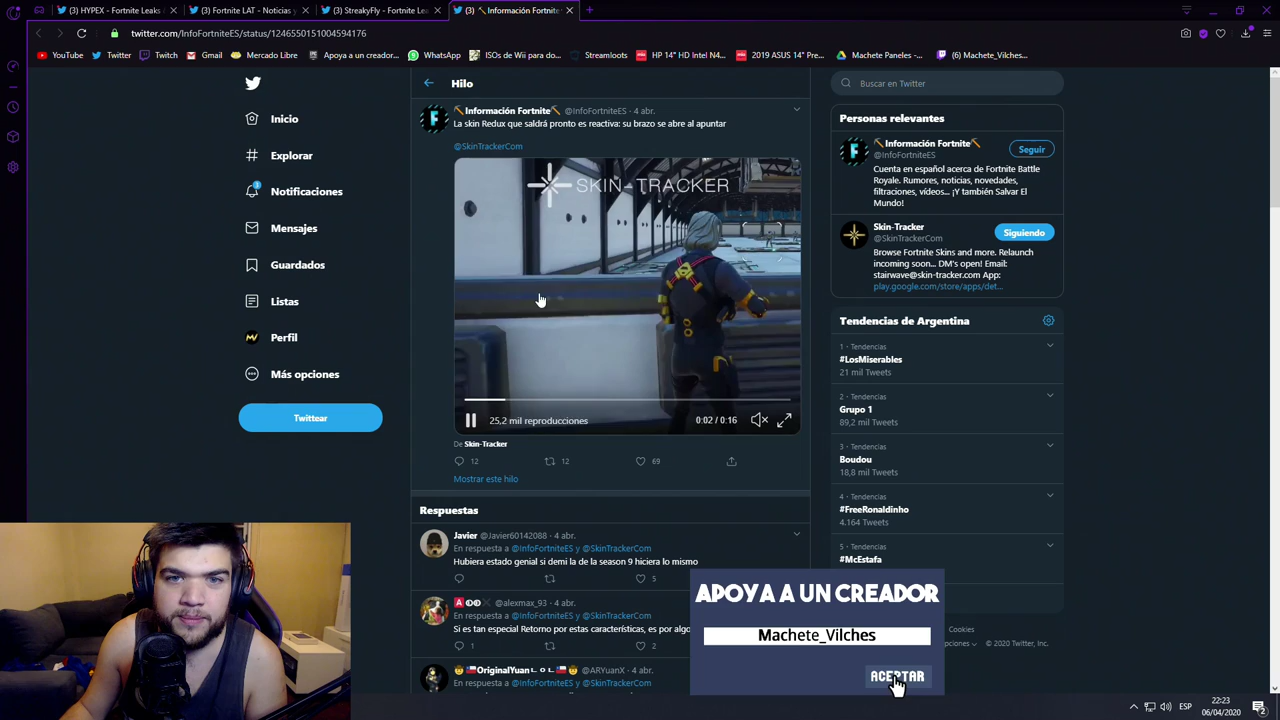 HYPEX - Fortnite Leaks
Fortnite LAT - Noticias y
StreakyFly - Fortnite Le
Información Fortnite
twitter.com/InfoFortniteES/status/1246550151004594176
YouTube
Twitter
Twitch
Gmail
Mercado Libre
Apoya a un creador...
WhatsApp
ISOs de Wii para do...
Streamloots
HP 14" HD Intel N4...
2019 ASUS 14" Pre...
Machete Paneles -...
(6) Machete_Vilches...
Inicio
Explorar
Notificaciones
Mensajes
Guardados
Listas
Perfil
Más opciones
Twittear
Hilo
Información Fortnite @InfoFortniteES · 4 abr.
La skin Redux que saldrá pronto es reactiva: su brazo se abre al apuntar
@SkinTrackerCom
SKIN-TRACKER
25,2 mil reproducciones
0:02 / 0:16
De Skin-Tracker
12 12 69
Mostrar este hilo
Respuestas
Javier @Javier60142088 · 4 abr.
En respuesta a @InfoFortniteES y @SkinTrackerCom
Hubiera estado genial si demi la de la season 9 hiciera lo mismo
5
@alexmax_93 · 4 abr.
En respuesta a @InfoFortniteES y @SkinTrackerCom
Si es tan especial Retorno por estas características, es por algo
1 2
OriginalYuan @ARYuanX · 4 abr.
En respuesta a @InfoFortniteES y @SkinTrackerCom
Buscar en Twitter
Personas relevantes
Información Fortnite
@InfoFortniteES
Seguir
Cuenta en español acerca de Fortnite Battle
Royale. Rumores, noticias, novedades,
filtraciones, vídeos... ¡Y también Salvar El
Mundo!
Skin-Tracker
@SkinTrackerCom
Siguiendo
Browse Fortnite Skins and more. Relaunch
incoming soon... DM's open! Email:
stairwave@skin-tracker.com App:
play.google.com/store/apps/det...
Tendencias de Argentina
1 · Tendencias
#LosMiserables
21 mil Tweets
2 · Tendencias
Grupo 1
89,2 mil Tweets
3 · Tendencias
Boudou
18,8 mil Tweets
4 · Tendencias
#FreeRonaldinho
4.164 Tweets
5 · Tendencias
#McEstafa
Cookies
© 2020 Twitter, Inc.
APOYA A UN CREADOR
Machete_Vilches
ACEPTAR
ESP
22:23
06/04/2020
2